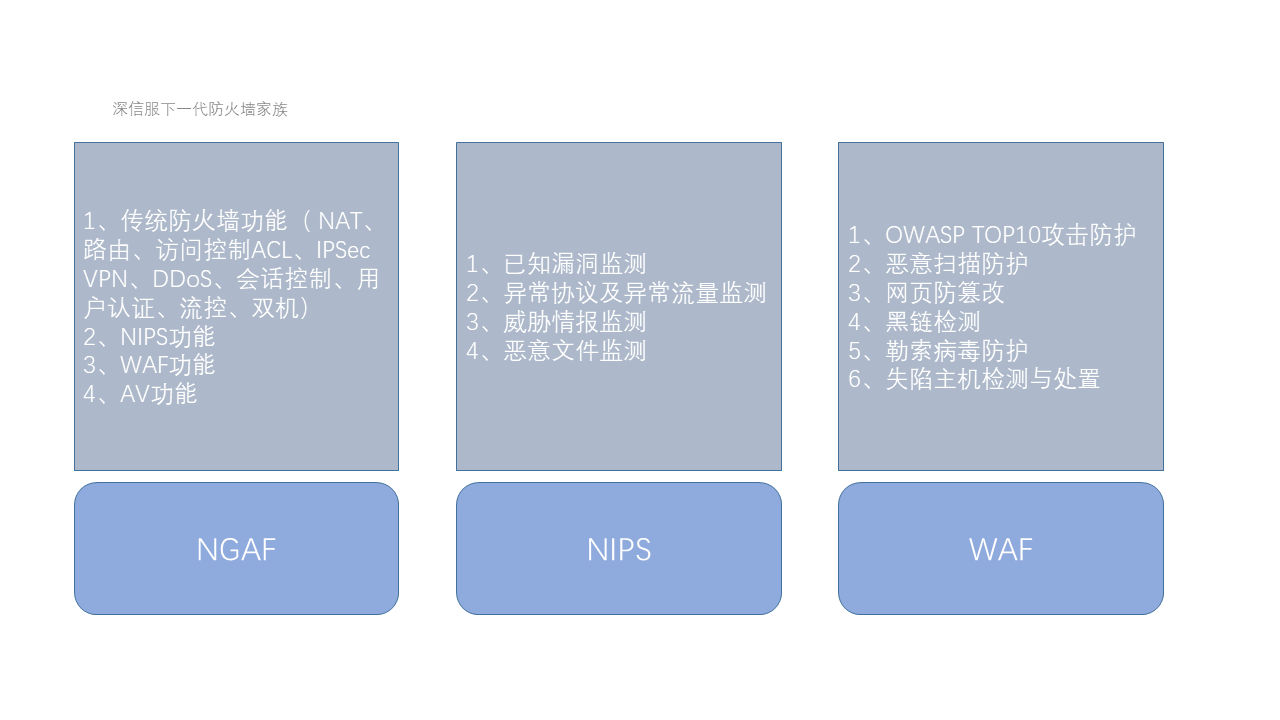 深信服下一代防火墙家族
1、传统防火墙功能（ NAT、
路由、访问控制ACL、IPSec
VPN、DDoS、会话控制、用
户认证、流控、双机）
2、NIPS功能
3、WAF功能
4、AV功能
1、已知漏洞监测
2、异常协议及异常流量监测
3、威胁情报监测
4、恶意文件监测
1、OWASP TOP10攻击防护
2、恶意扫描防护
3、网页防篡改
4、黑链检测
5、勒索病毒防护
6、失陷主机检测与处置
NGAF
NIPS
WAF